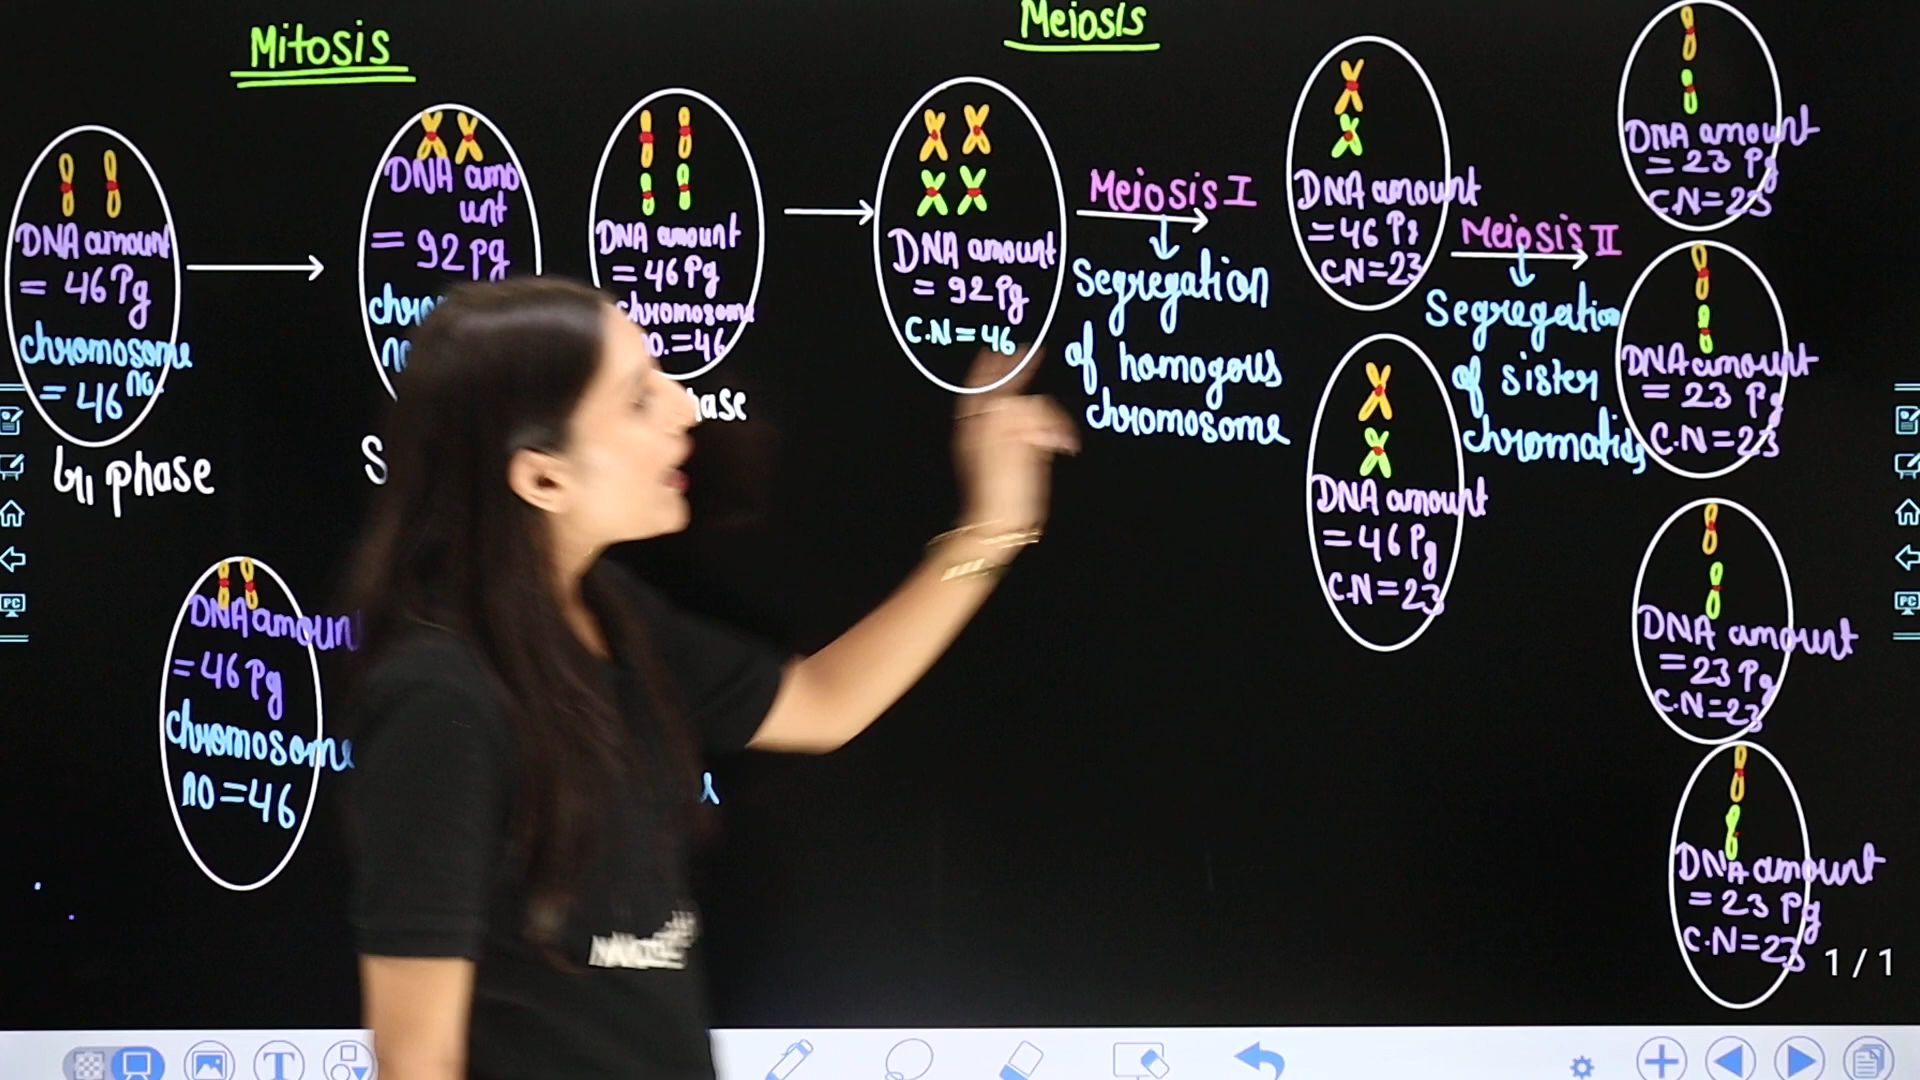 Mitosis
Meiosis
DNA amount
= 46 Pg
chromosome
no.
= 46
G1 phase
DNA amo
unt
= 92 pg
S
DNA amount
= 46 Pg
chromosome
no = 46
DNA amount
= 46 Pg
chromosome
no. = 46
DNA amount
= 92 Pg
C.N = 46
Meiosis I
Segregation
of homogous
chromosome
DNA amount
= 46 Pg
C.N = 23
DNA amount
= 46 Pg
C.N = 23
Meiosis II
Segregation
of sister
chromatids
DNA amount
= 23 Pg
C.N = 23
DNA amount
= 23 Pg
C.N = 23
DNA amount
= 23 Pg
C.N = 23
DNA amount
= 23 Pg
C.N = 23
1 / 1
PC
PC
T